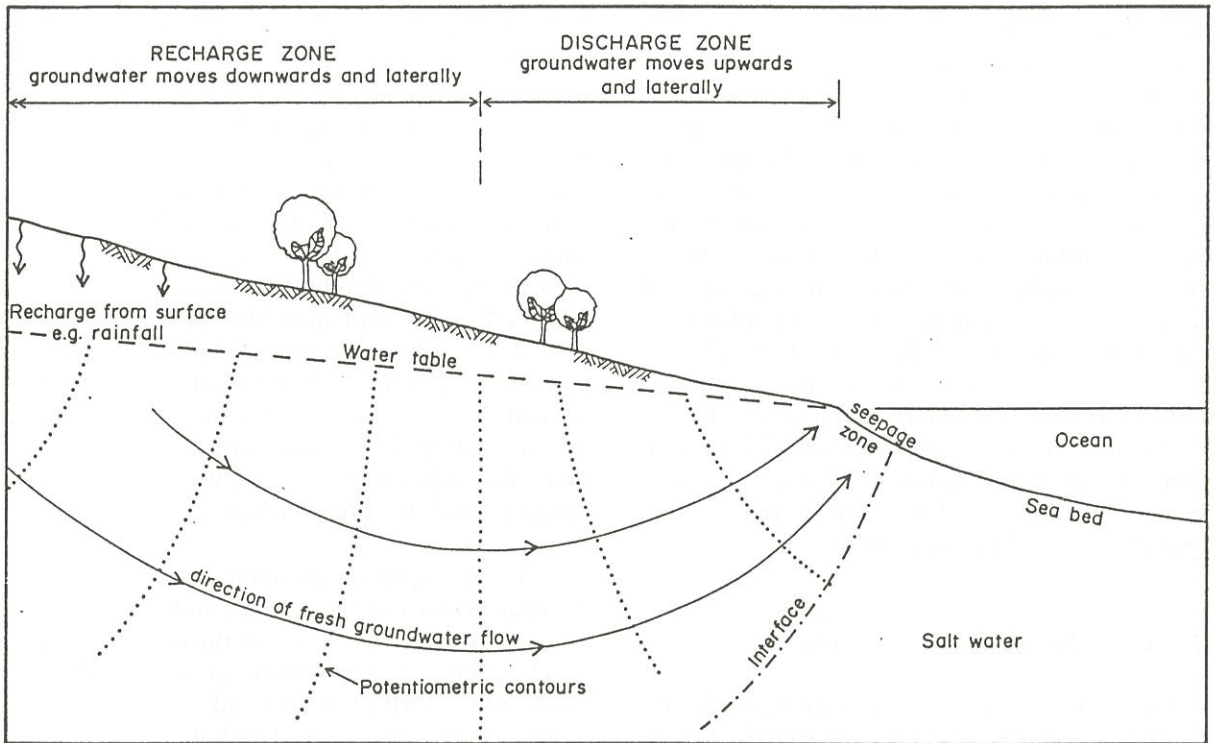 RECHARGE ZONE
groundwater moves downwards and laterally
DISCHARGE ZONE
groundwater moves upwards
and laterally
Recharge from surface
e.g. rainfall
Water table
seepage
zone
Ocean
Sea bed
direction of fresh groundwater flow
Interface
Salt water
Potentiometric contours